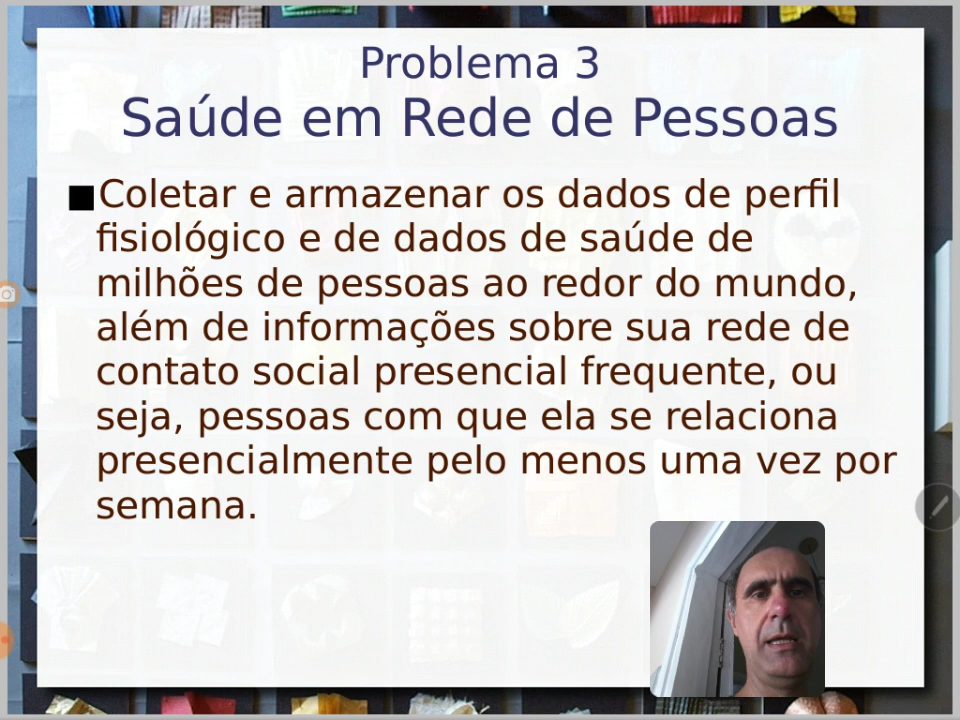 Problema 3
Saúde em Rede de Pessoas
Coletar e armazenar os dados de perfil
fisiológico e de dados de saúde de
milhões de pessoas ao redor do mundo,
além de informações sobre sua rede de
contato social presencial frequente, ou
seja, pessoas com que ela se relaciona
presencialmente pelo menos uma vez por
semana.